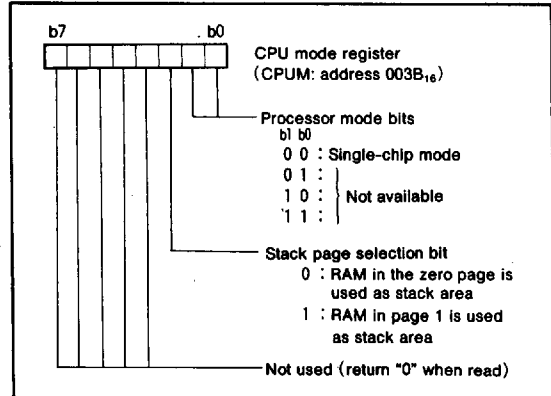 b7 b0
CPU mode register
(CPUM: address 003B₁₆)
Processor mode bits
b1 b0
0 0 : Single-chip mode
0 1 :
1 0 : Not available
1 1 :
Stack page selection bit
0 : RAM in the zero page is
used as stack area
1 : RAM in page 1 is used
as stack area
Not used (return "0" when read)